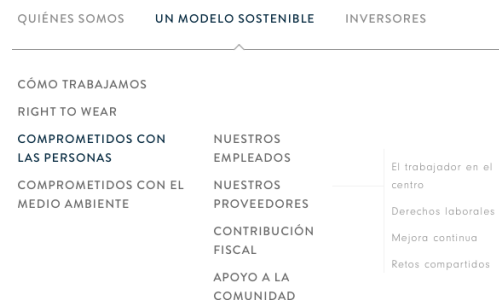 QUIÉNES SOMOS
UN MODELO SOSTENIBLE
INVERSORES
CÓMO TRABAJAMOS
RIGHT TO WEAR
COMPROMETIDOS CON
LAS PERSONAS
COMPROMETIDOS CON EL
MEDIO AMBIENTE
NUESTROS
EMPLEADOS
NUESTROS
PROVEEDORES
CONTRIBUCIÓN
FISCAL
APOYO A LA
COMUNIDAD
El trabajador en el
centro
Derechos laborales
Mejora continua
Retos compartidos